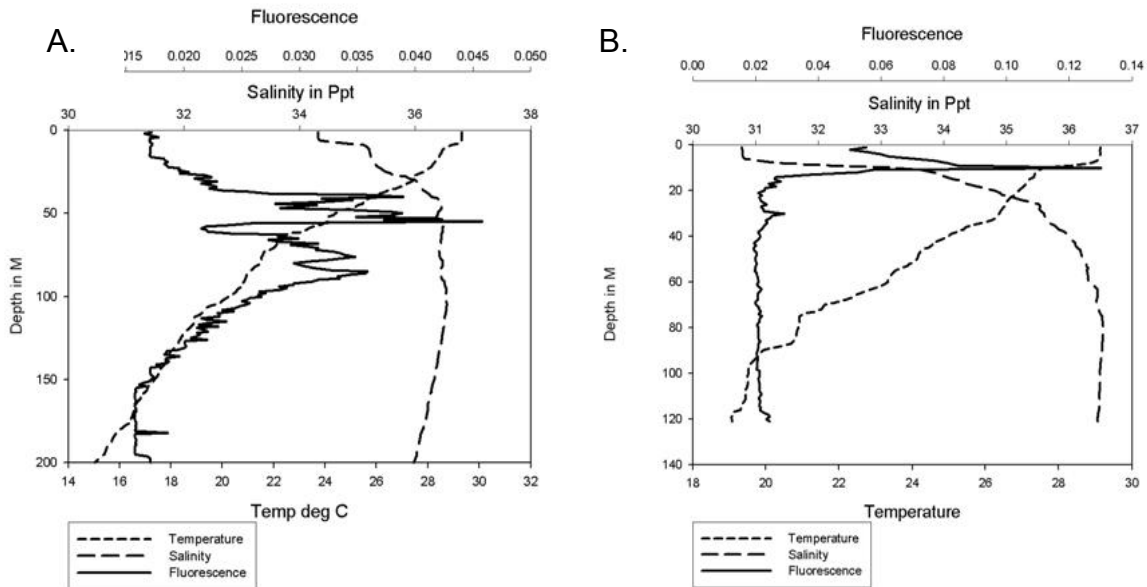 A.
Fluorescence
015 0.020 0.025 0.030 0.035 0.040 0.045 0.050
Salinity in Ppt
30 32 34 36 38
0
50
100
150
200
Depth in M
14 16 18 20 22 24 26 28 30 32
Temp deg C
Temperature
Salinity
Fluorescence
B.
Fluorescence
0.00 0.02 0.04 0.06 0.08 0.10 0.12 0.14
Salinity in Ppt
30 31 32 33 34 35 36 37
0
20
40
60
80
100
120
140
Depth in M
18 20 22 24 26 28 30
Temperature
Temperature
Salinity
Fluorescence